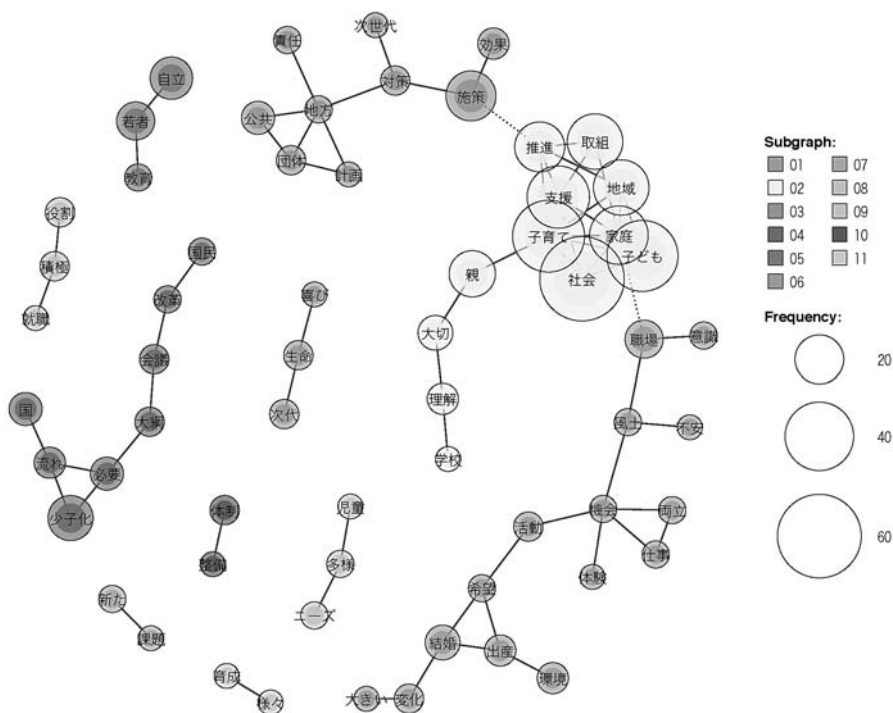 次世代
責任
効果
自立
対策
施策
若者
公共
地方
推進
取組
教育
団体
計画
支援
地域
役割
子育て
家庭
国民
子ども
積極
親
社会
改革
喜び
就職
大切
職場
意識
会議
生命
理解
国
大綱
次代
風土
不安
流れ
必要
学校
少子化
体制
児童
機会
両立
活動
仕事
整備
多様
体験
新た
ニーズ
希望
課題
結婚
出産
育成
環境
様々
大きい
変化
Subgraph:
01
07
02
08
03
09
04
10
05
11
06
Frequency:
20
40
60